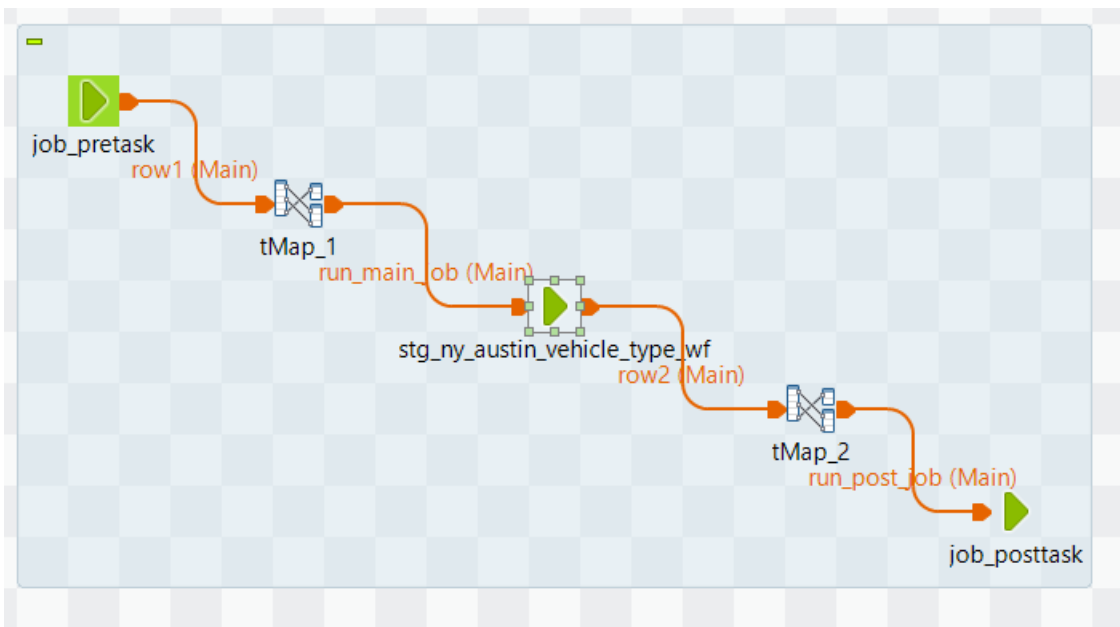 job_pretask
row1 (Main)
tMap_1
run_main_job (Main)
stg_ny_austin_vehicle_type_wf
row2 (Main)
tMap_2
run_post_job (Main)
job_posttask